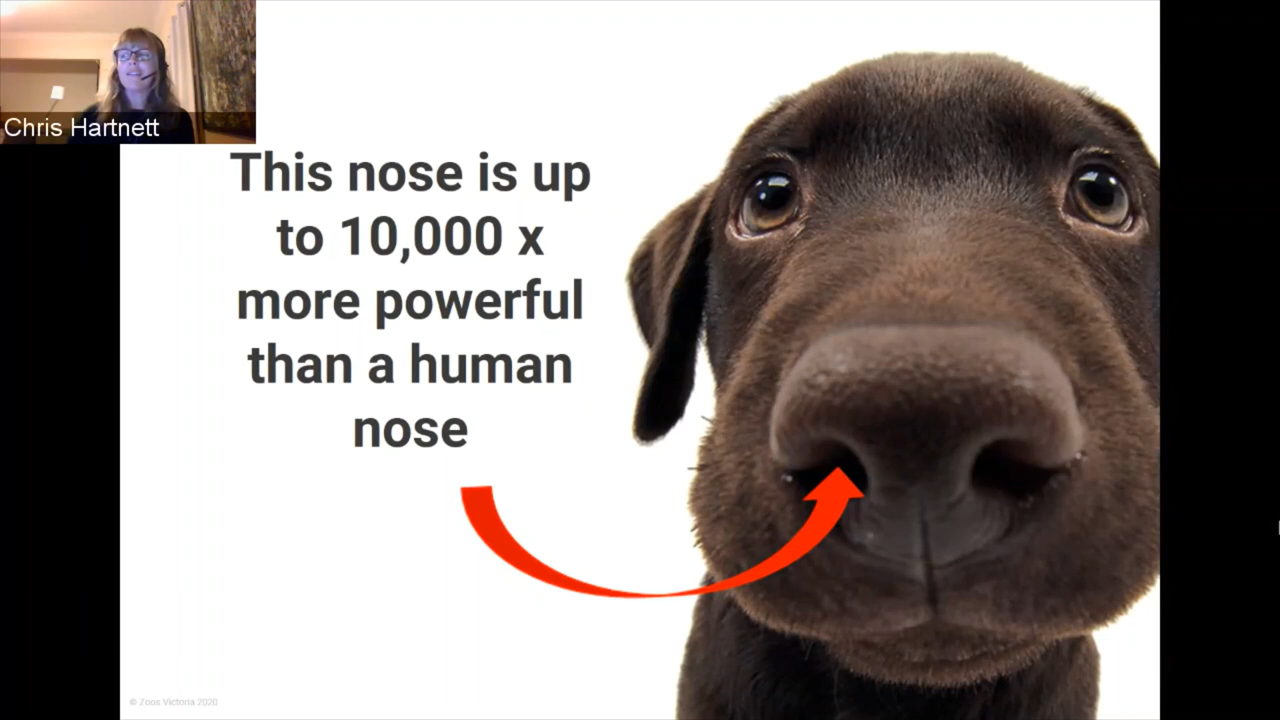 Chris Hartnett
This nose is up
to 10,000 x
more powerful
than a human
nose
© Zoos Victoria 2020